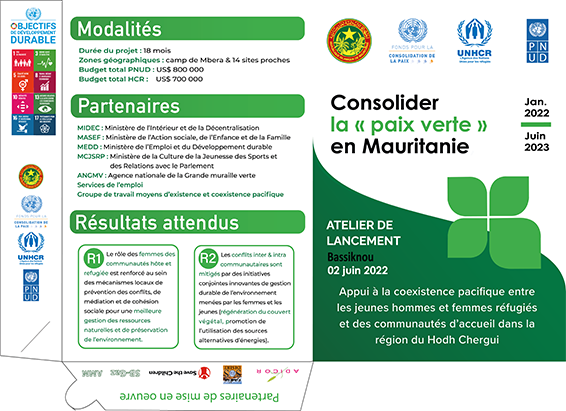 OBJECTIFS
DE DÉVELOPPEMENT
DURABLE
FONDS POUR LA
CONSOLIDATION
DE LA PAIX
UNHCR
PNUD
Modalités
Durée du projet : 18 mois
Zones géographiques : camp de Mbera & 14 sites proches
Budget total PNUD : US$ 800 000
Budget total HCR : US$ 700 000
Partenaires
MIDEC : Ministère de l'Intérieur et de la Décentralisation
MASEF : Ministère de l'Action sociale, de l'Enfance et de la Famille
MEDD : Ministère de l'Emploi et du Développement durable
MCJSRP : Ministère de la Culture de la Jeunesse des Sports et
des Relations avec le Parlement
ANGMV : Agence nationale de la Grande muraille verte
Services de l'emploi
Groupe de travail moyens d'existence et coexistence pacifique
Résultats attendus
R1 Le rôle des femmes des
communautés hôte et
refugiée est renforcé au sein
des mécanismes locaux de
prévention des conflits, de
médiation et de cohésion
sociale pour une meilleure
gestion des ressources
naturelles et de préservation
de l'environnement.
R2 Les conflits inter & intra
communautaires sont
mitigés par des initiatives
conjointes innovantes de gestion
durable de l'environnement
menées par les femmes et les
jeunes (régénération du couvert
végétal, promotion de
l'utilisation des sources
alternatives d'énergies).
Partenaires de mise en oeuvre
ADICOR
Save the Children
SB-Gaz
AMN
FONDS POUR LA
CONSOLIDATION
DE LA PAIX
UNHCR
L'Agence des Nations
Unies pour les réfugiés
PNUD
Consolider
la « paix verte »
en Mauritanie
Jan.
2022
Juin
2023
ATELIER DE
LANCEMENT
Bassiknou
02 juin 2022
Appui à la coexistence pacifique entre
les jeunes hommes et femmes réfugiés
et des communautés d'accueil dans la
région du Hodh Chergui